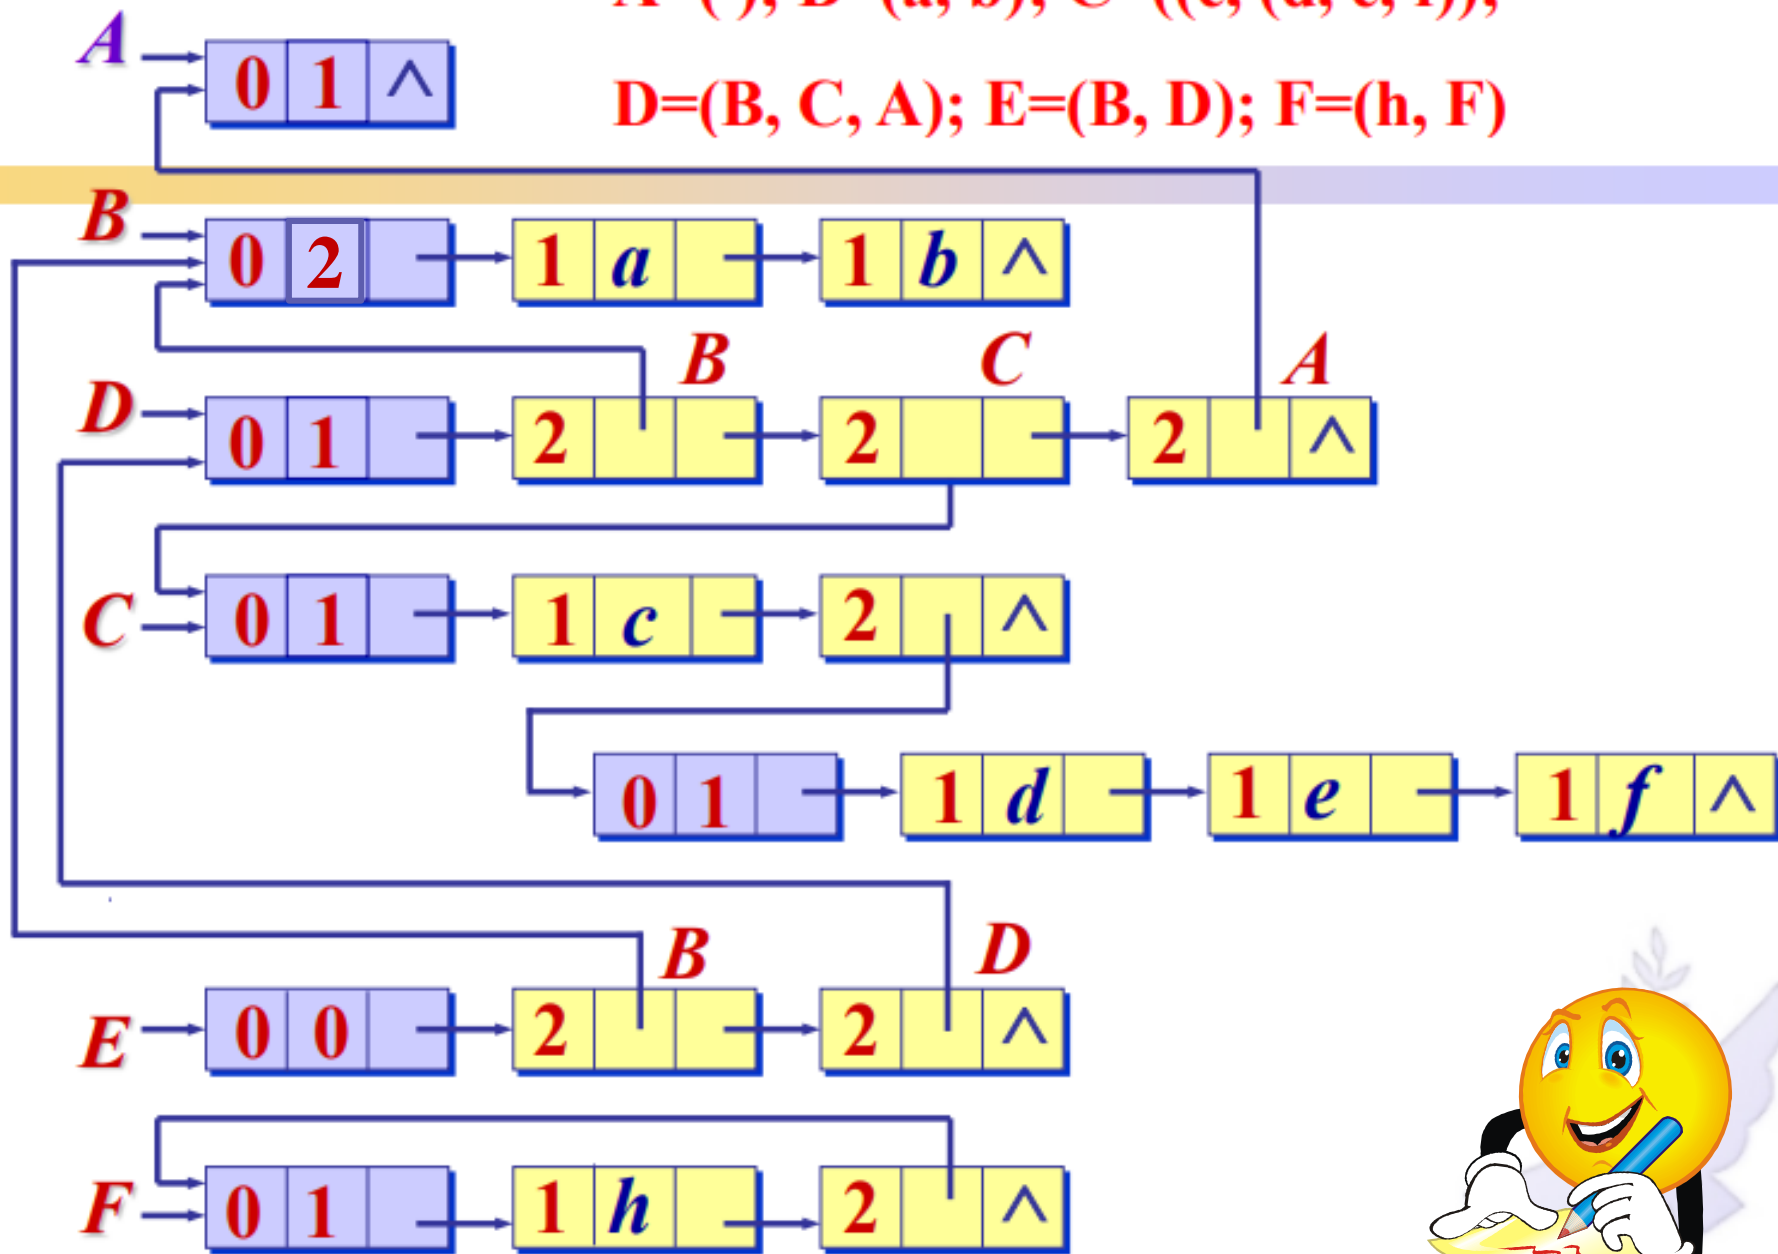 A=( ); B=(a, b); C=((c, (d, e, f));
A 0 1 ^
D=(B, C, A); E=(B, D); F=(h, F)
B 0 2 1 a 1 b ^
B C A
D 0 1 2 2 2 ^
C 0 1 1 c 2 ^
0 1 1 d 1 e 1 f ^
B D
E 0 0 2 2 ^
F 0 1 1 h 2 ^